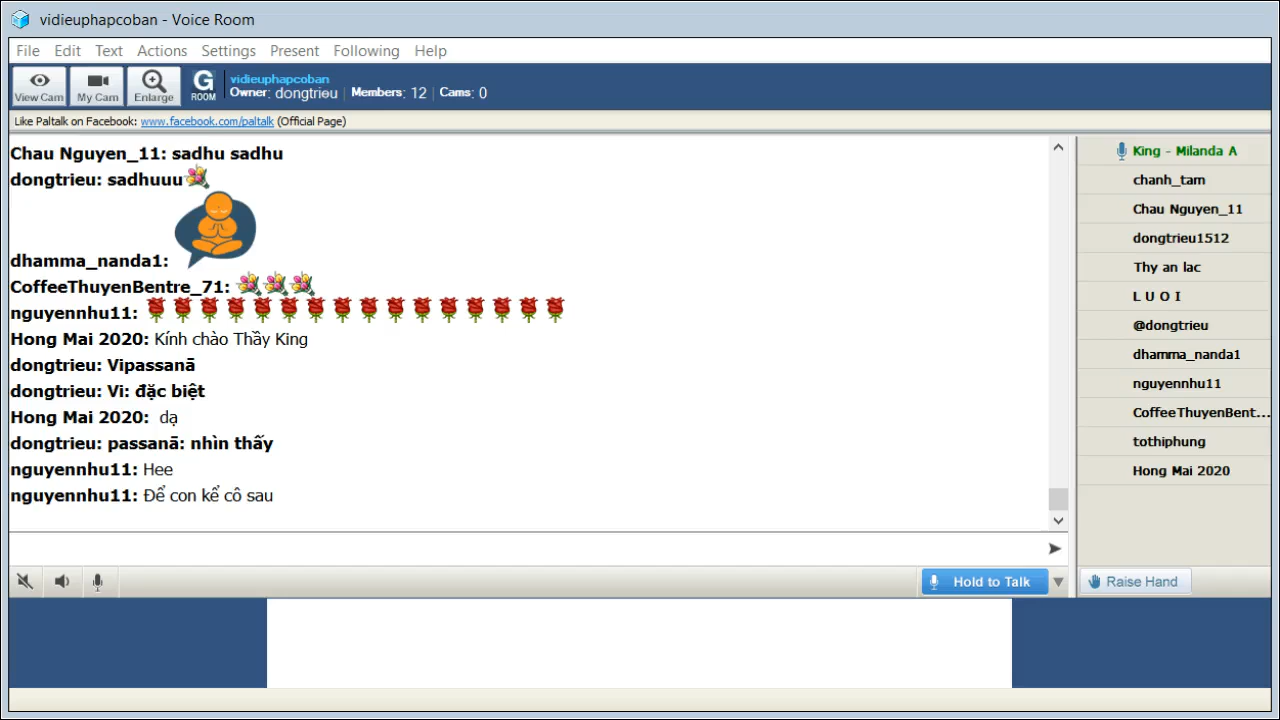 vidieuphapcoban - Voice Room
File Edit Text Actions Settings Present Following Help
View Cam My Cam Enlarge G ROOM
vidieuphapcoban
Owner: dongtrieu | Members: 12 | Cams: 0
Like Paltalk on Facebook: www.facebook.com/paltalk (Official Page)
Chau Nguyen_11: sadhu sadhu
dongtrieu: sadhuuu
dhamma_nanda1:
CoffeeThuyenBentre_71:
nguyennhu11:
Hong Mai 2020: Kính chào Thầy King
dongtrieu: Vipassanā
dongtrieu: Vi: đặc biệt
Hong Mai 2020: dạ
dongtrieu: passanā: nhìn thấy
nguyennhu11: Hee
nguyennhu11: Để con kể cô sau
King - Milanda A
chanh_tam
Chau Nguyen_11
dongtrieu1512
Thy an lac
L U O I
@dongtrieu
dhamma_nanda1
nguyennhu11
CoffeeThuyenBent...
tothiphung
Hong Mai 2020
Hold to Talk
Raise Hand